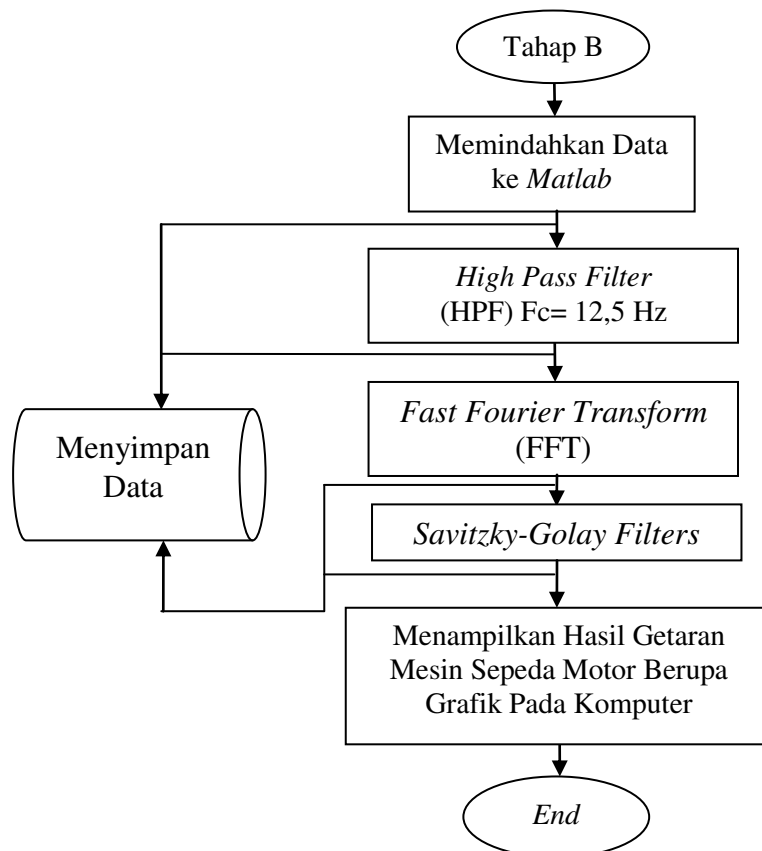 Tahap B
Memindahkan Data
ke Matlab
High Pass Filter
(HPF) Fc= 12,5 Hz
Fast Fourier Transform
(FFT)
Menyimpan
Data
Savitzky-Golay Filters
Menampilkan Hasil Getaran
Mesin Sepeda Motor Berupa
Grafik Pada Komputer
End